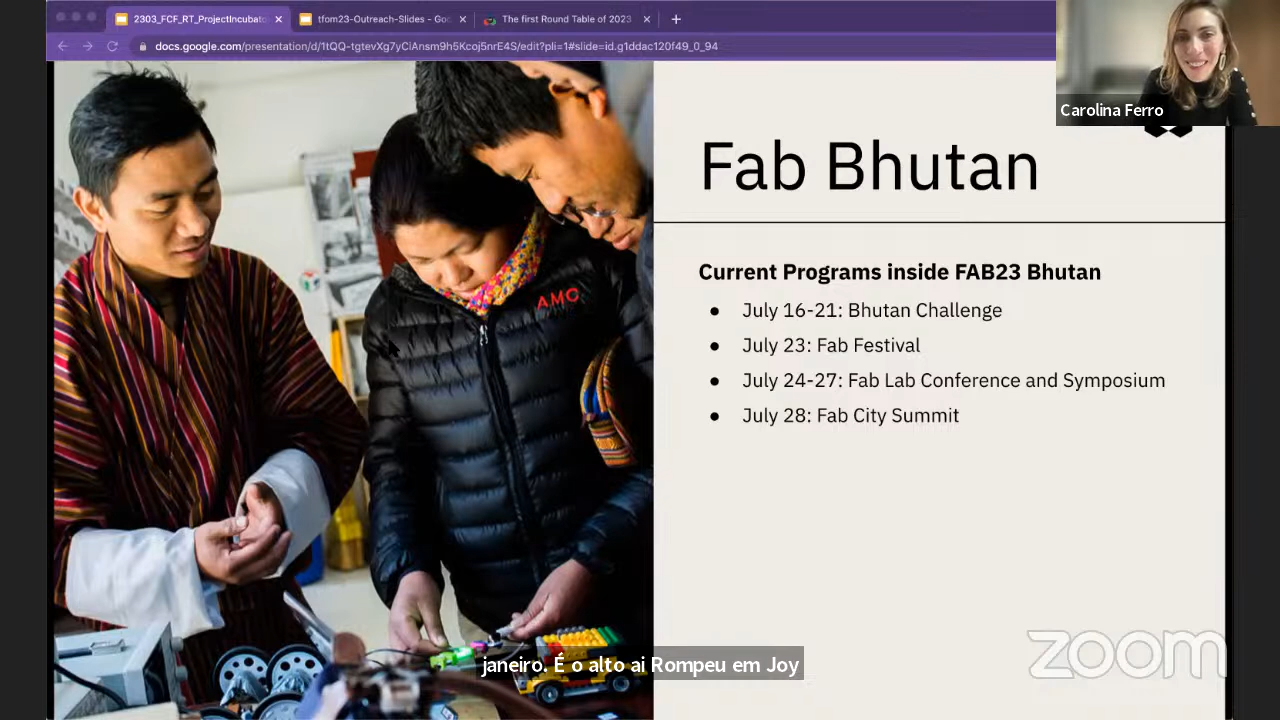 2303_FCF_RT_ProjectIncubato
tfom23-Outreach-Slides - Goo
The first Round Table of 2023
docs.google.com/presentation/d/1tQQ-tgtevXg7yCiAnsm9h5Kcoj5nrE4S/edit?pli=1#slide=id.g1ddac120f49_0_94
Carolina Ferro
Fab Bhutan
AMC
Current Programs inside FAB23 Bhutan
● July 16-21: Bhutan Challenge
● July 23: Fab Festival
● July 24-27: Fab Lab Conference and Symposium
● July 28: Fab City Summit
zoom
janeiro. É o alto ai Rompeu em Joy